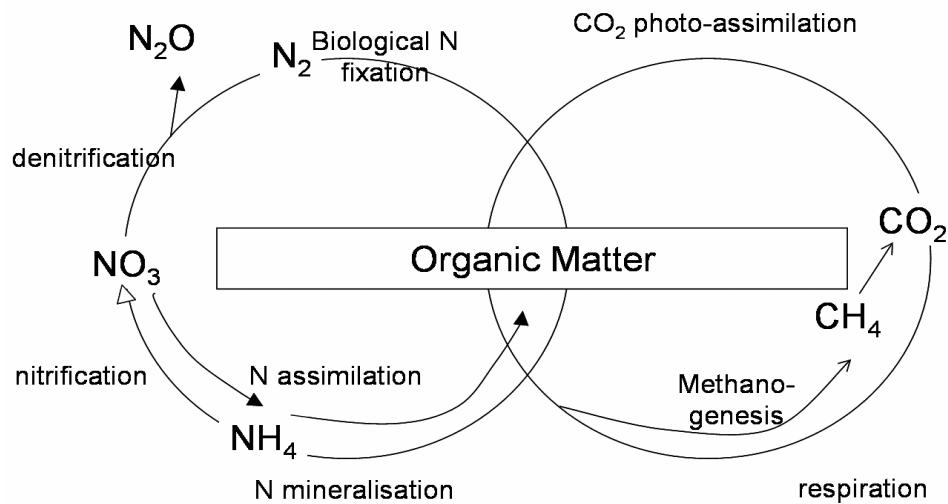 CO₂ photo-assimilation
N₂O
N₂
Biological N
fixation
denitrification
CO₂
NO₃
Organic Matter
CH₄
nitrification
N assimilation
Methano-
genesis
NH₄
N mineralisation
respiration